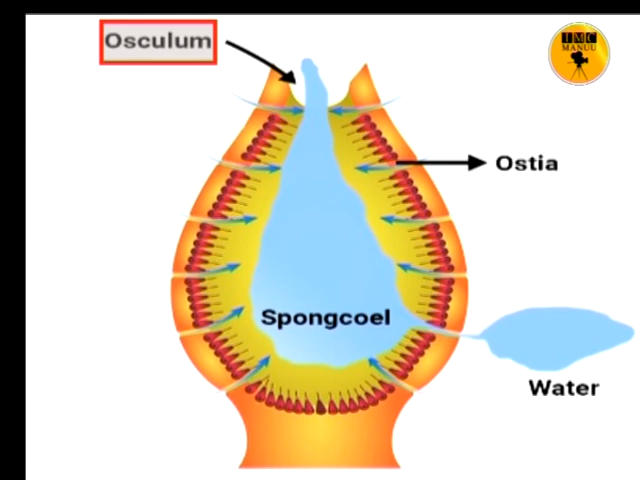 Osculum
IMC
MANUU
Ostia
Spongcoel
Water